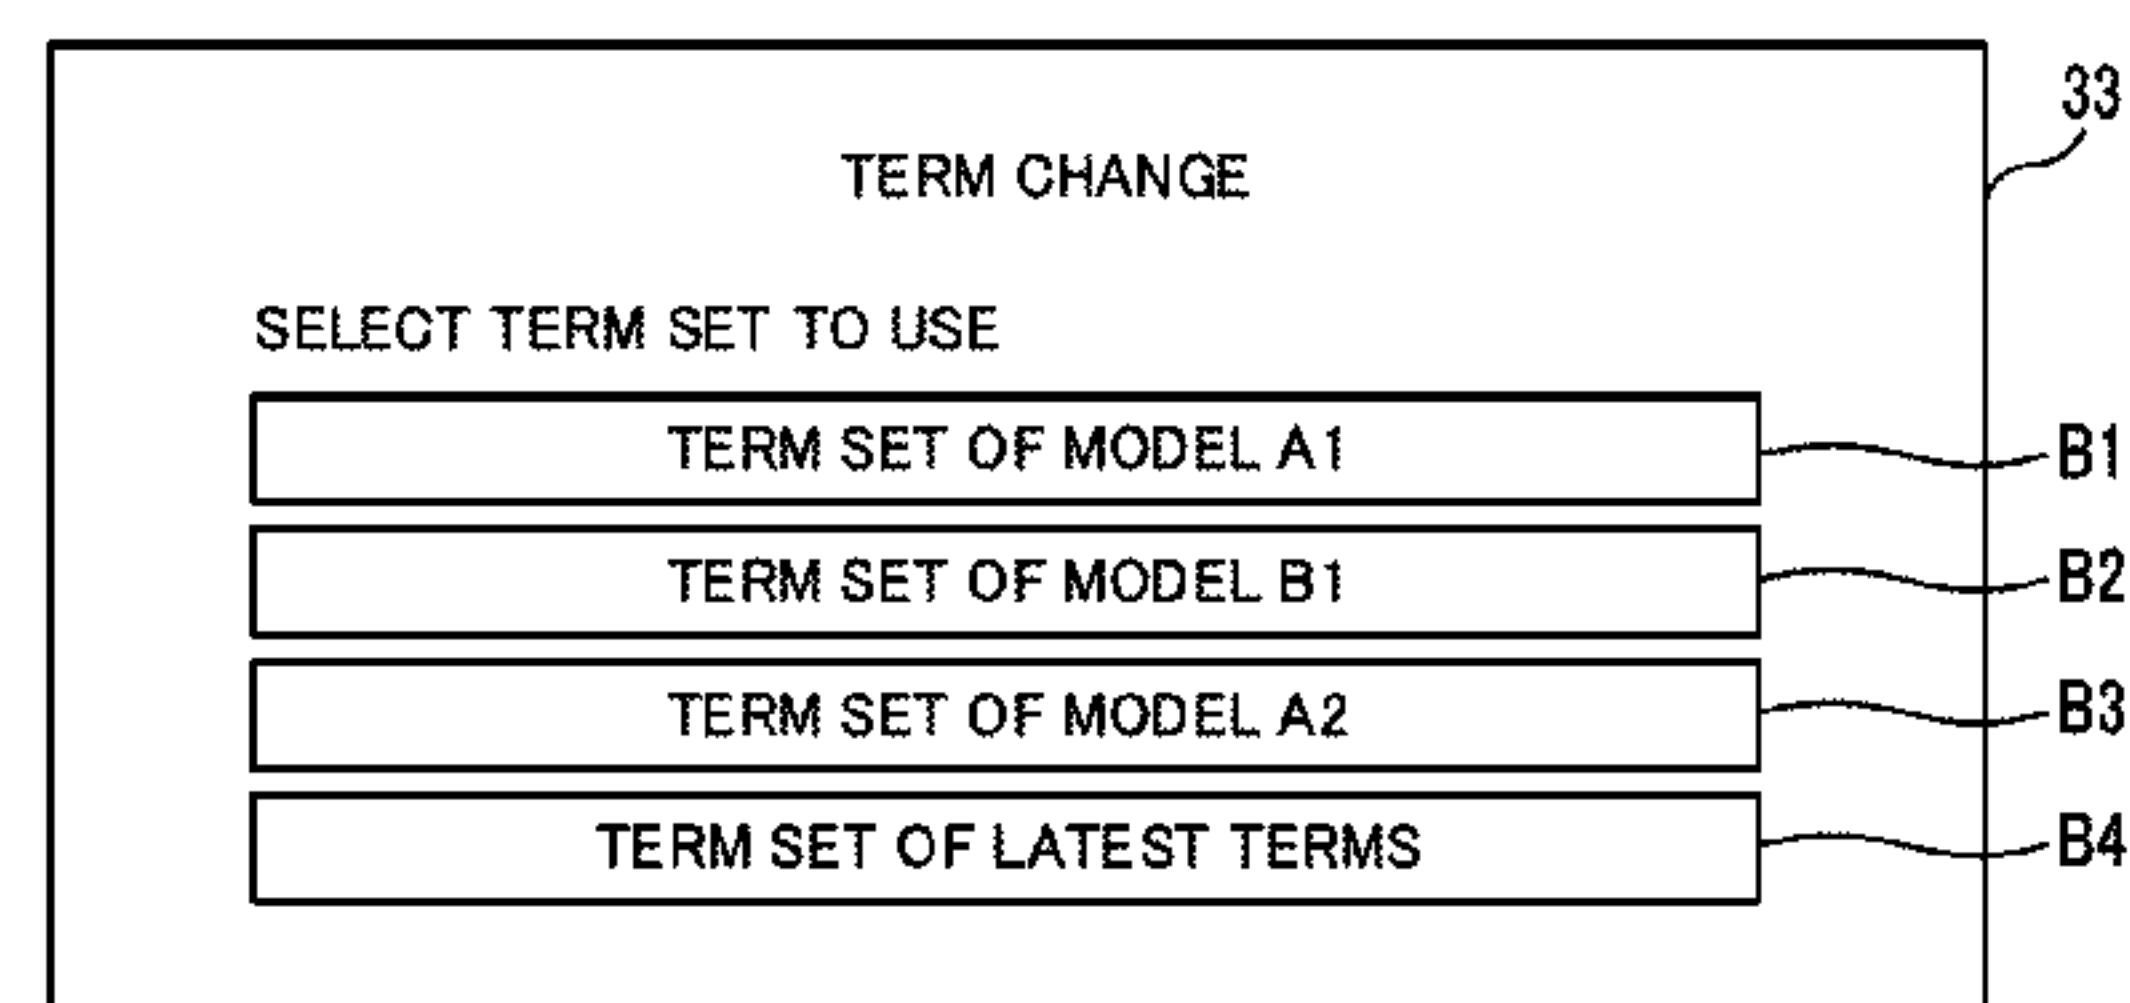 33
TERM CHANGE
SELECT TERM SET TO USE
TERM SET OF MODEL A1
B1
TERM SET OF MODEL B1
B2
TERM SET OF MODEL A2
B3
TERM SET OF LATEST TERMS
B4